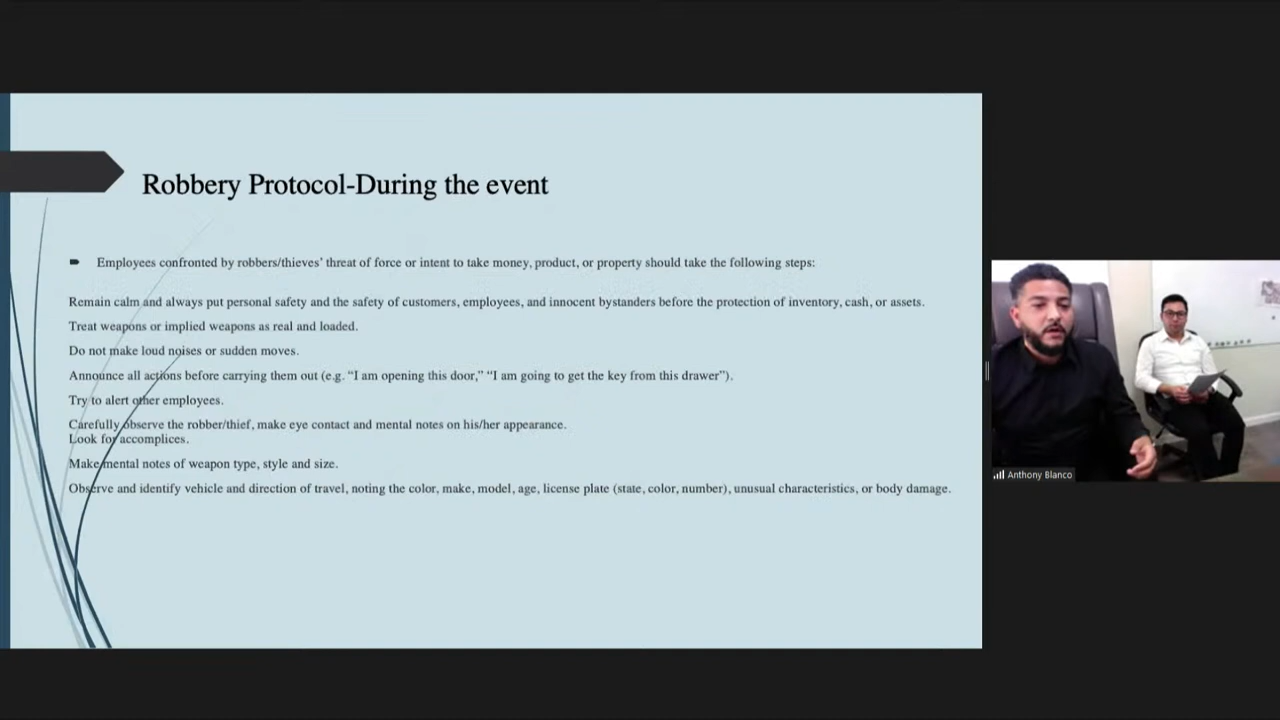 Robbery Protocol-During the event
Employees confronted by robbers/thieves’ threat of force or intent to take money, product, or property should take the following steps:
Remain calm and always put personal safety and the safety of customers, employees, and innocent bystanders before the protection of inventory, cash, or assets.
Treat weapons or implied weapons as real and loaded.
Do not make loud noises or sudden moves.
Announce all actions before carrying them out (e.g. “I am opening this door,” “I am going to get the key from this drawer”).
Try to alert other employees.
Carefully observe the robber/thief, make eye contact and mental notes on his/her appearance.
Look for accomplices.
Make mental notes of weapon type, style and size.
Observe and identify vehicle and direction of travel, noting the color, make, model, age, license plate (state, color, number), unusual characteristics, or body damage.
Anthony Blanco